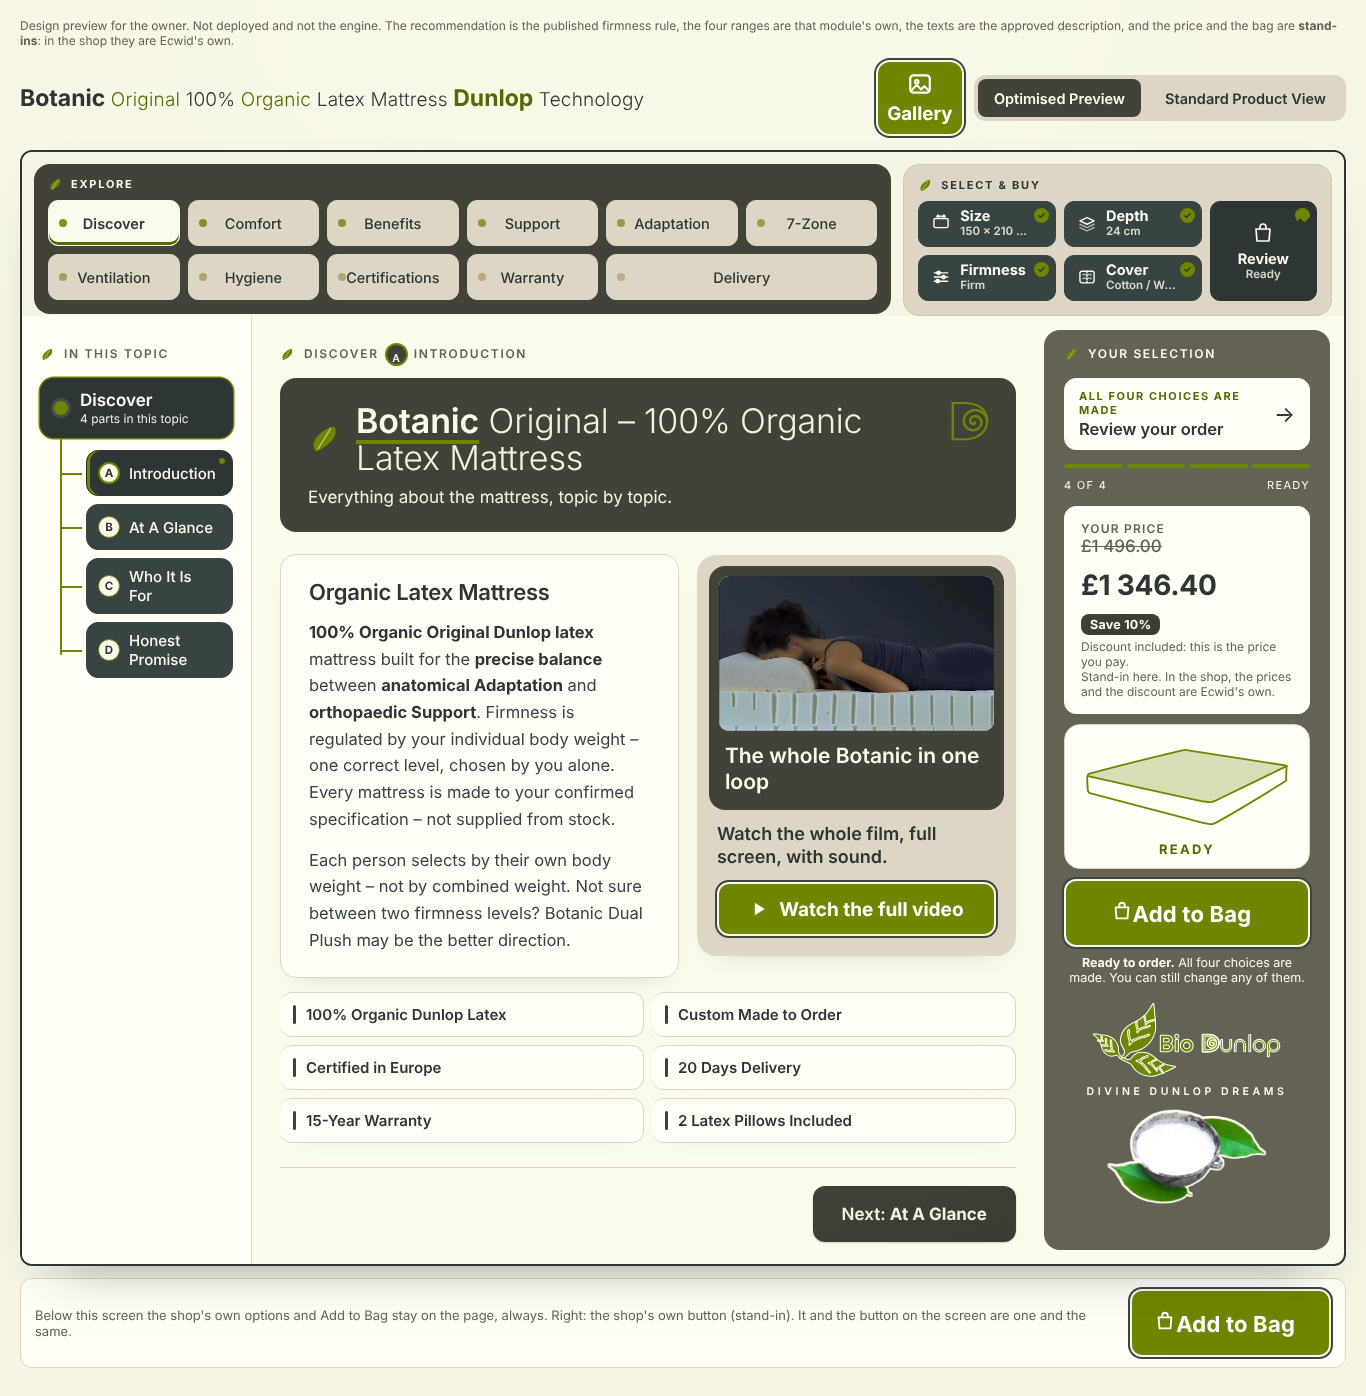 Design preview for the owner. Not deployed and not the engine. The recommendation is the published firmness rule, the four ranges are that module's own, the texts are the approved description, and the price and the bag are stand-
ins: in the shop they are Ecwid's own.
Botanic Original 100% Organic Latex Mattress Dunlop Technology
Gallery
Optimised Preview
Standard Product View
EXPLORE
Discover
Comfort
Benefits
Support
Adaptation
7-Zone
Ventilation
Hygiene
Certifications
Warranty
Delivery
SELECT & BUY
Size
150 × 210 ...
Depth
24 cm
Firmness
Firm
Cover
Cotton / W...
Review
Ready
IN THIS TOPIC
Discover
4 parts in this topic
A Introduction
B At A Glance
C Who It Is
For
D Honest
Promise
DISCOVER A INTRODUCTION
Botanic Original – 100% Organic
Latex Mattress
Everything about the mattress, topic by topic.
Organic Latex Mattress
100% Organic Original Dunlop latex
mattress built for the precise balance
between anatomical Adaptation and
orthopaedic Support. Firmness is
regulated by your individual body weight –
one correct level, chosen by you alone.
Every mattress is made to your confirmed
specification – not supplied from stock.
Each person selects by their own body
weight – not by combined weight. Not sure
between two firmness levels? Botanic Dual
Plush may be the better direction.
The whole Botanic in one
loop
Watch the whole film, full
screen, with sound.
Watch the full video
100% Organic Dunlop Latex
Custom Made to Order
Certified in Europe
20 Days Delivery
15-Year Warranty
2 Latex Pillows Included
Next: At A Glance
YOUR SELECTION
ALL FOUR CHOICES ARE
MADE
Review your order
4 OF 4
READY
YOUR PRICE
£1 496.00
£1 346.40
Save 10%
Discount included: this is the price
you pay.
Stand-in here. In the shop, the prices
and the discount are Ecwid's own.
READY
Add to Bag
Ready to order. All four choices are
made. You can still change any of them.
Bio Dunlop
DIVINE DUNLOP DREAMS
Below this screen the shop's own options and Add to Bag stay on the page, always. Right: the shop's own button (stand-in). It and the button on the screen are one and the
same.
Add to Bag